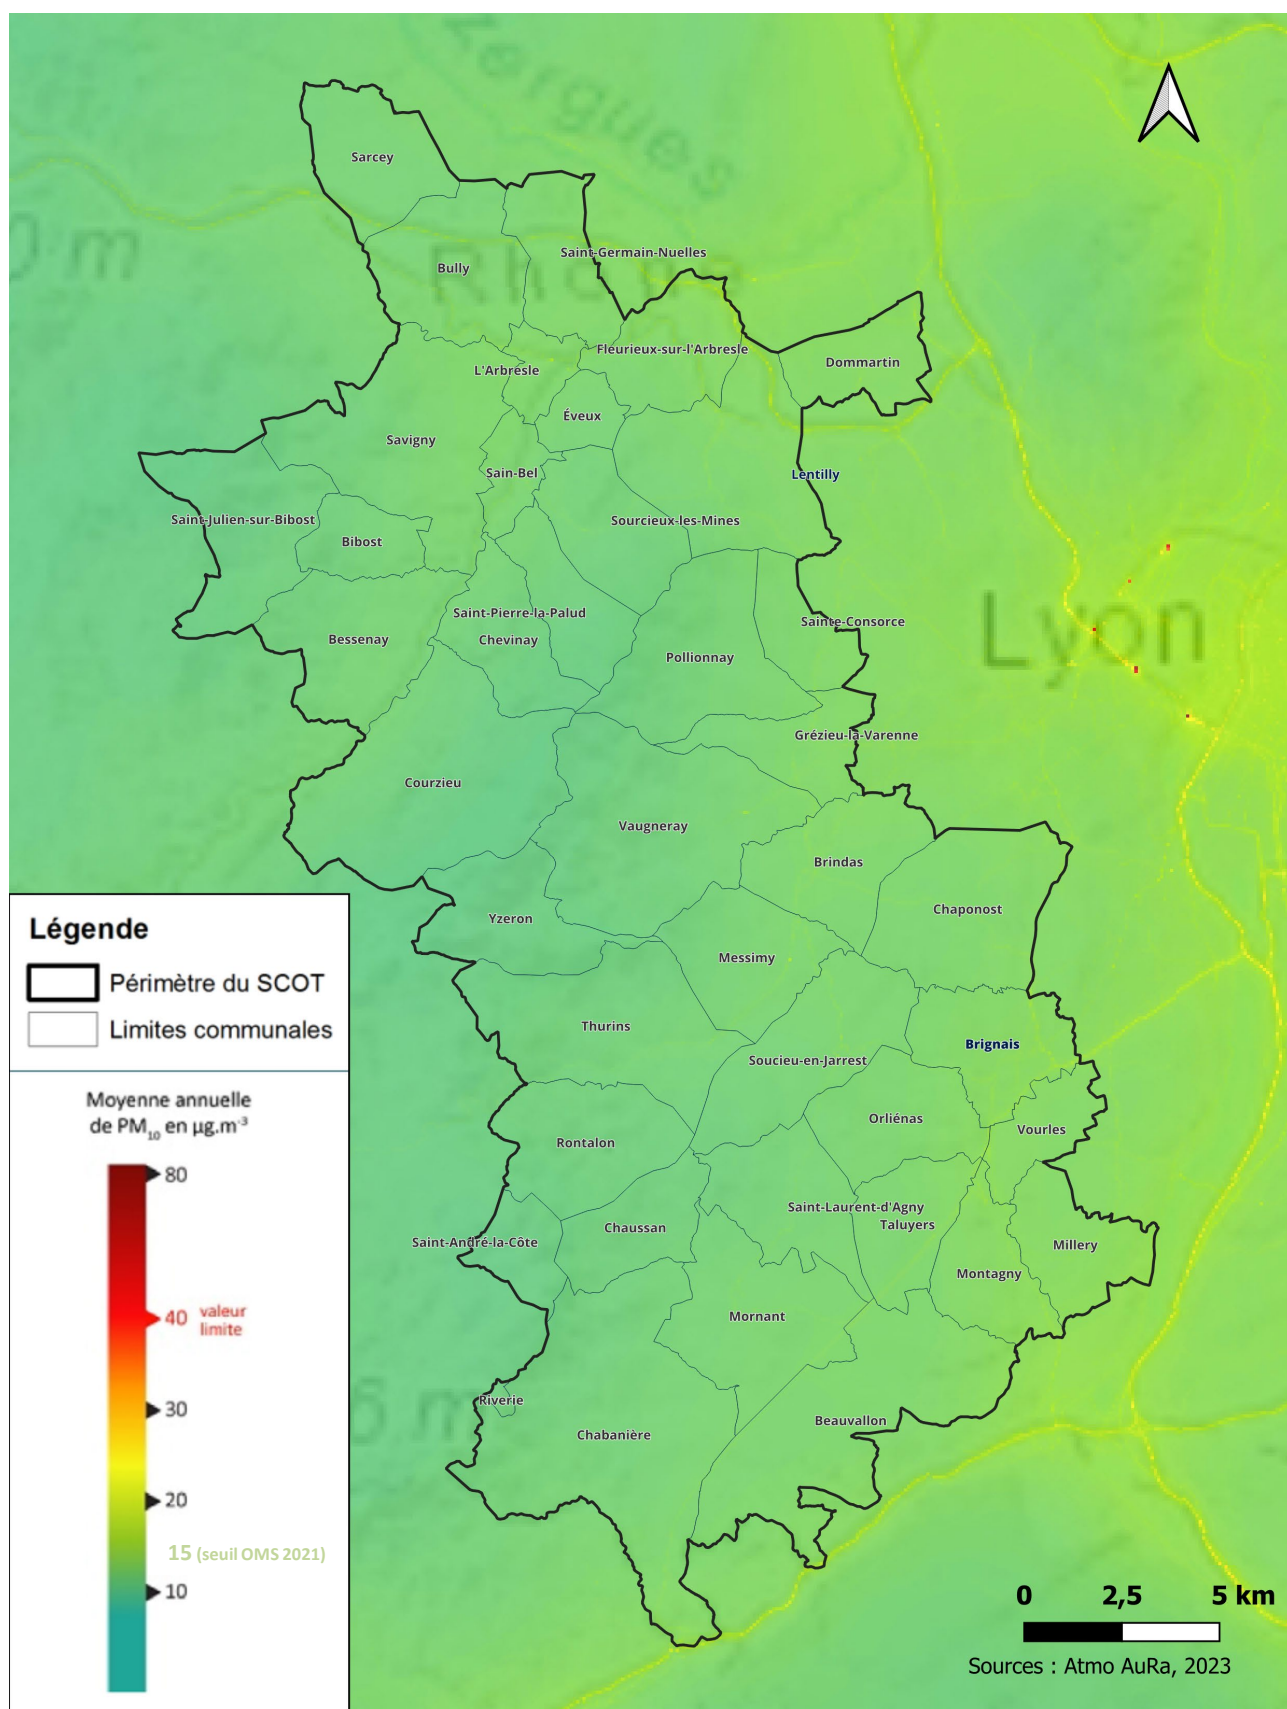 Zergues
Sarcey
0 m
Saint-Germain-Nuelles
Bully
Rhône
Fleurieux-sur-l'Arbresle
Dommartin
L'Arbresle
Éveux
Savigny
Sain-Bel
Lentilly
Saint-Julien-sur-Bibost
Sourcieux-les-Mines
Bibost
Saint-Pierre-la-Palud
Sainte-Consorce
Lyon
Bessenay
Chevinay
Pollionnay
Grézieu-la-Varenne
Courzieu
Vaugneray
Brindas
Chaponost
Yzeron
Messimy
Thurins
Brignais
Soucieu-en-Jarrest
Orliénas
Vourles
Rontalon
Saint-Laurent-d'Agny
Taluyers
Chaussan
Saint-André-la-Côte
Millery
Montagny
Mornant
Riverie
6 m
Beauvallon
Chabanière
Légende
Périmètre du SCOT
Limites communales
Moyenne annuelle
de PM10 en µg.m-3
80
40 valeur
limite
30
20
15 (seuil OMS 2021)
10
0 2,5 5 km
Sources : Atmo AuRa, 2023